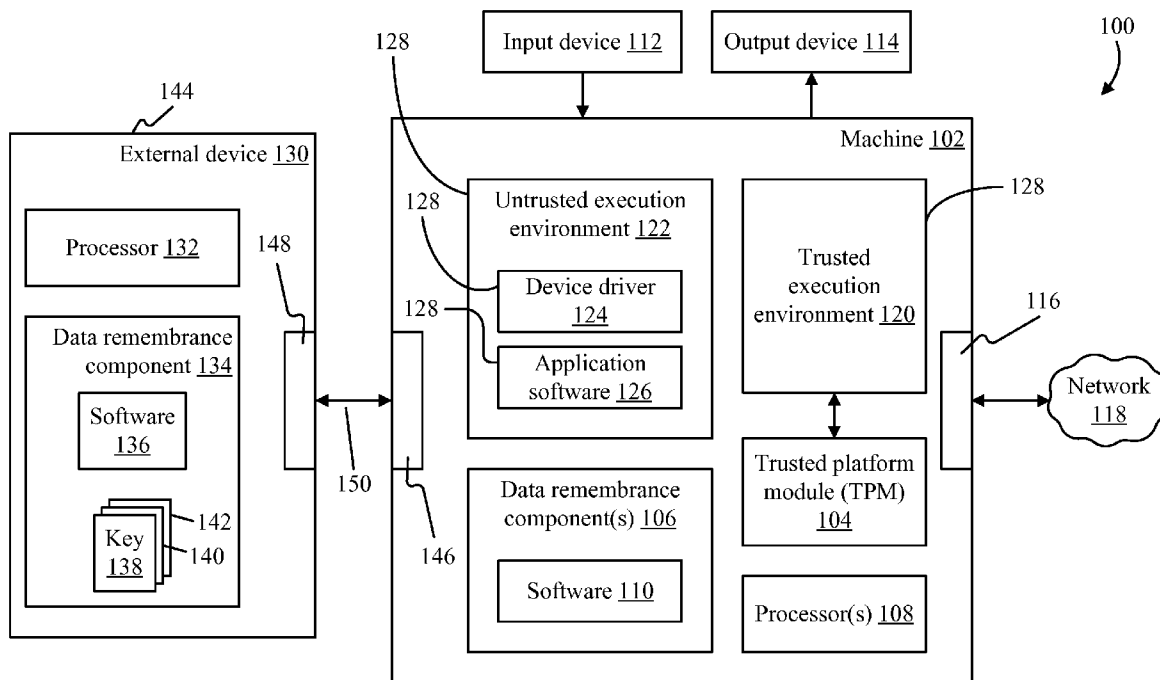 128
Input device 112
Output device 114
100
144
External device 130
Machine 102
Processor 132
148
128
Untrusted execution
environment 122
128
Device driver
124
128
Application
software 126
Trusted
execution
environment 120
116
Data remembrance
component 134
Software
136
142
140
Key
138
150
146
Network
118
Data remembrance
component(s) 106
Software 110
Trusted platform
module (TPM)
104
Processor(s) 108